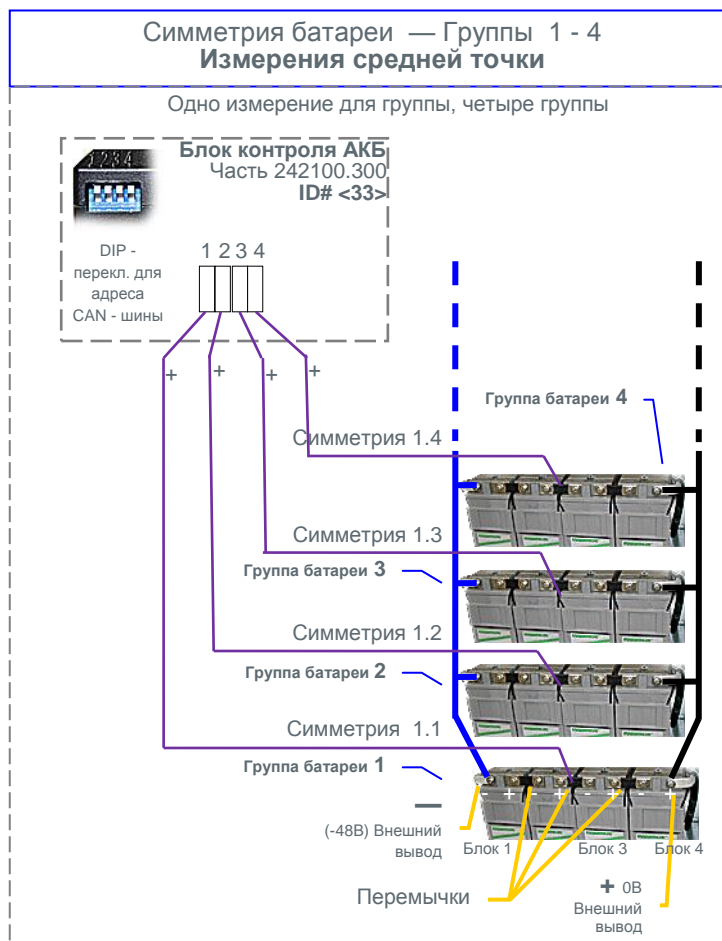 Симметрия батареи — Группы 1 - 4
Измерения средней точки
Одно измерение для группы, четыре группы
Блок контроля АКБ
Часть 242100.300
ID# <33>
1234
DIP -
перекл. для
адреса
CAN - шины
1 2 3 4
+ + + +
Группа батареи 4
Симметрия 1.4
Симметрия 1.3
Группа батареи 3
Симметрия 1.2
Группа батареи 2
Симметрия 1.1
Группа батареи 1
- + - + - + - +
—
(-48В) Внешний
вывод
Блок 1 Блок 3 Блок 4
Перемычки
+ 0В
Внешний
вывод